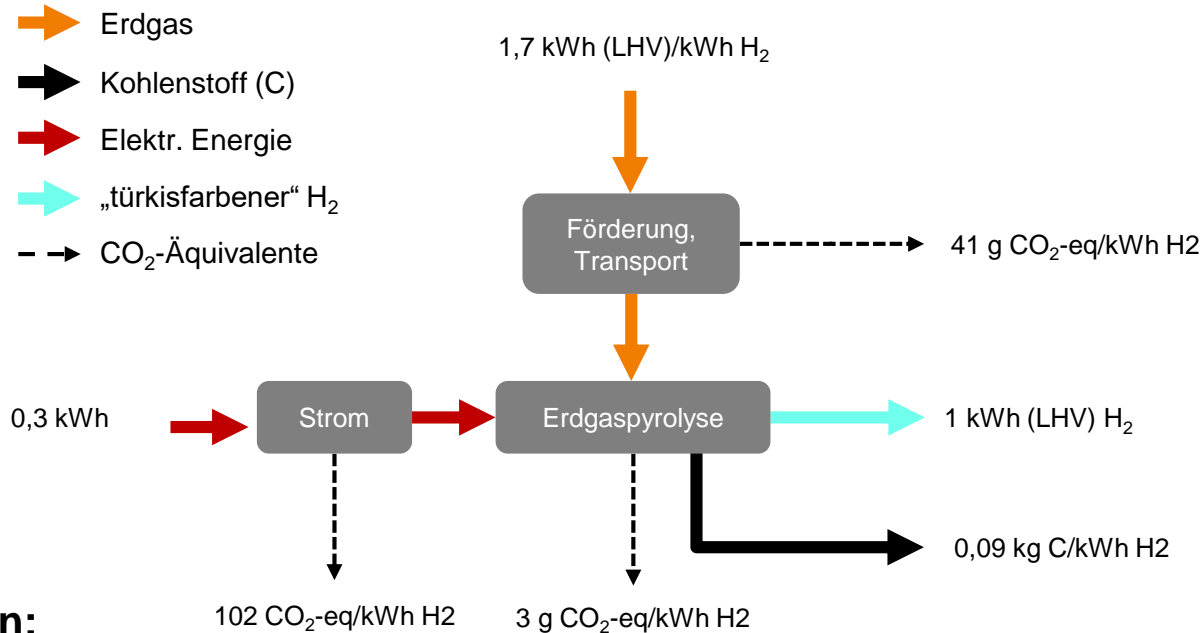 Erdgas
Kohlenstoff (C)
Elektr. Energie
„türkisfarbener“ H₂
CO₂-Äquivalente
1,7 kWh (LHV)/kWh H₂
Förderung,
Transport
41 g CO₂-eq/kWh H2
0,3 kWh
Strom
Erdgaspyrolyse
1 kWh (LHV) H₂
0,09 kg C/kWh H2
102 CO₂-eq/kWh H2
3 g CO₂-eq/kWh H2
n: